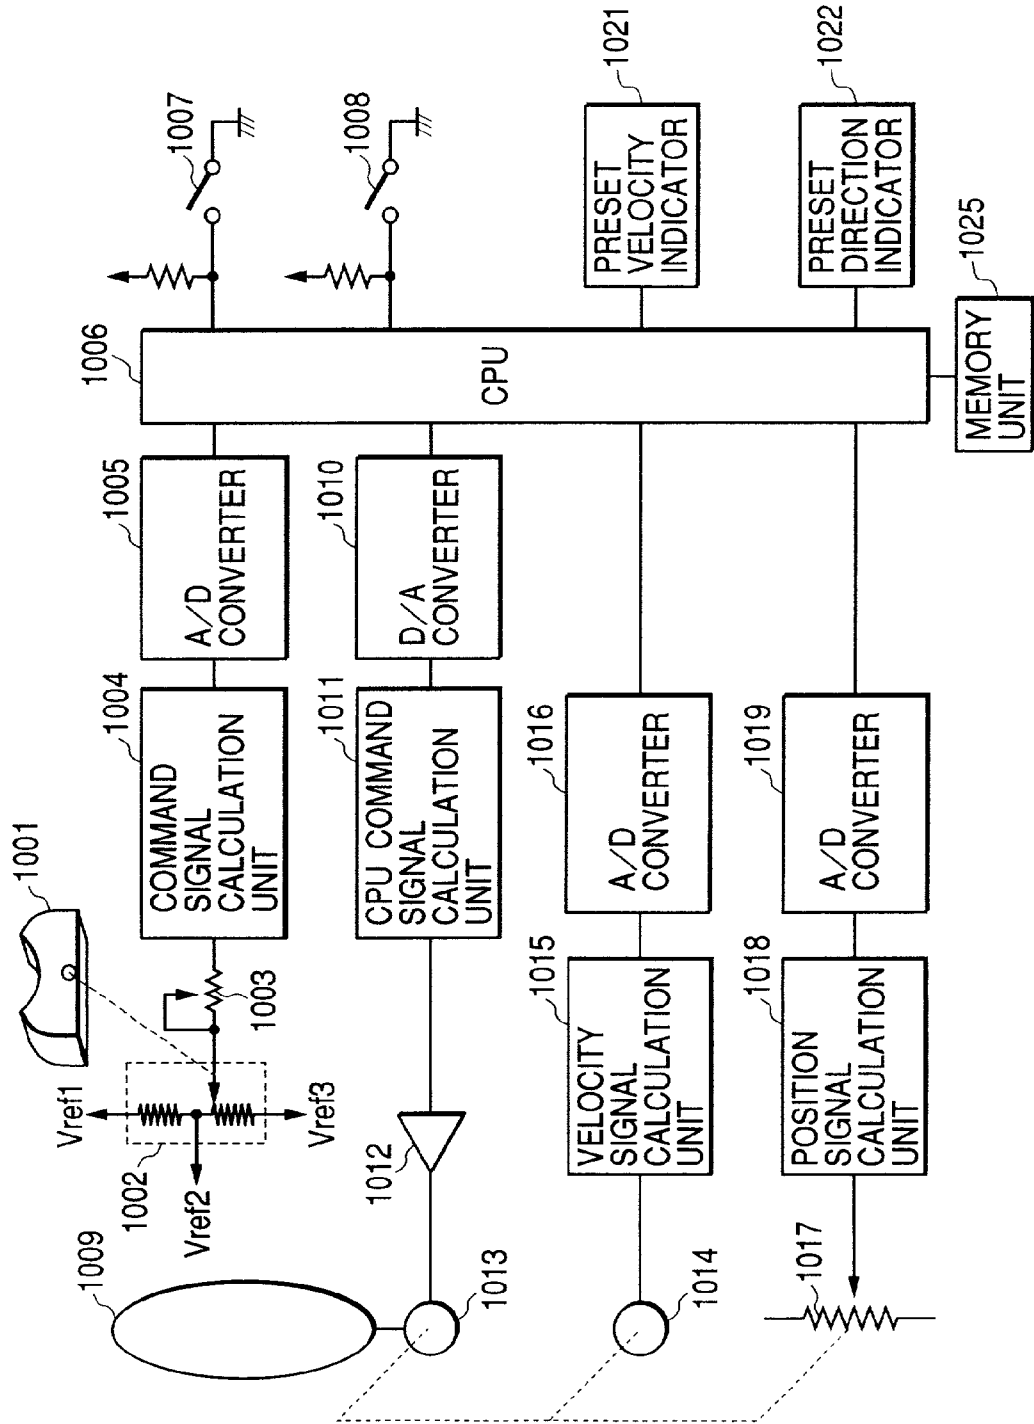 1001
Vref1
1002
Vref2
Vref3
1003
1004
COMMAND
SIGNAL
CALCULATION
UNIT
1005
A/D
CONVERTER
1006
CPU
1007
1008
1009
1013
1012
1011
CPU COMMAND
SIGNAL
CALCULATION
UNIT
1010
D/A
CONVERTER
1014
1015
VELOCITY
SIGNAL
CALCULATION
UNIT
1016
A/D
CONVERTER
1021
PRESET
VELOCITY
INDICATOR
1017
1018
POSITION
SIGNAL
CALCULATION
UNIT
1019
A/D
CONVERTER
1022
PRESET
DIRECTION
INDICATOR
1025
MEMORY
UNIT